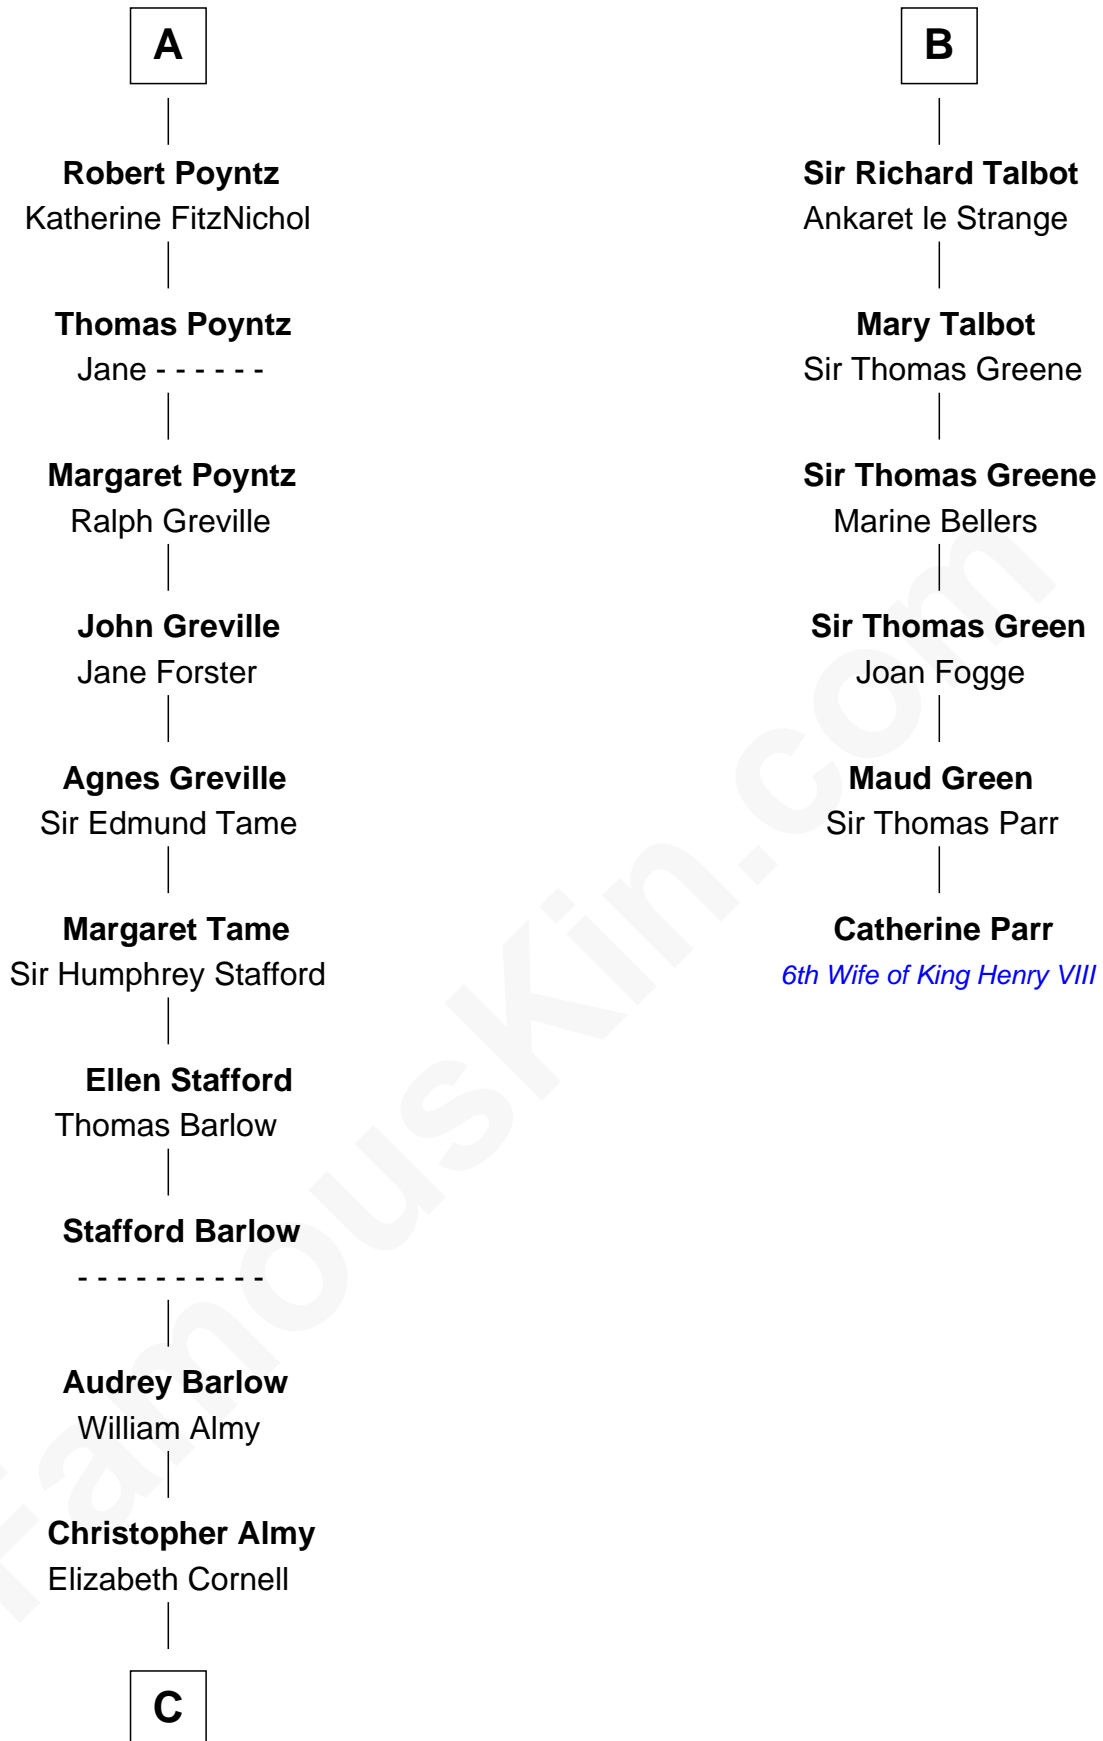 A
Robert Poyntz
Katherine FitzNichol
Thomas Poyntz
Jane - - - - - -
Margaret Poyntz
Ralph Greville
John Greville
Jane Forster
Agnes Greville
Sir Edmund Tame
Margaret Tame
Sir Humphrey Stafford
Ellen Stafford
Thomas Barlow
Stafford Barlow
- - - - - - - - - -
Audrey Barlow
William Almy
Christopher Almy
Elizabeth Cornell
C
B
Sir Richard Talbot
Ankaret le Strange
Mary Talbot
Sir Thomas Greene
Sir Thomas Greene
Marine Bellers
Sir Thomas Green
Joan Fogge
Maud Green
Sir Thomas Parr
Catherine Parr
6th Wife of King Henry VIII
FamousKin.com